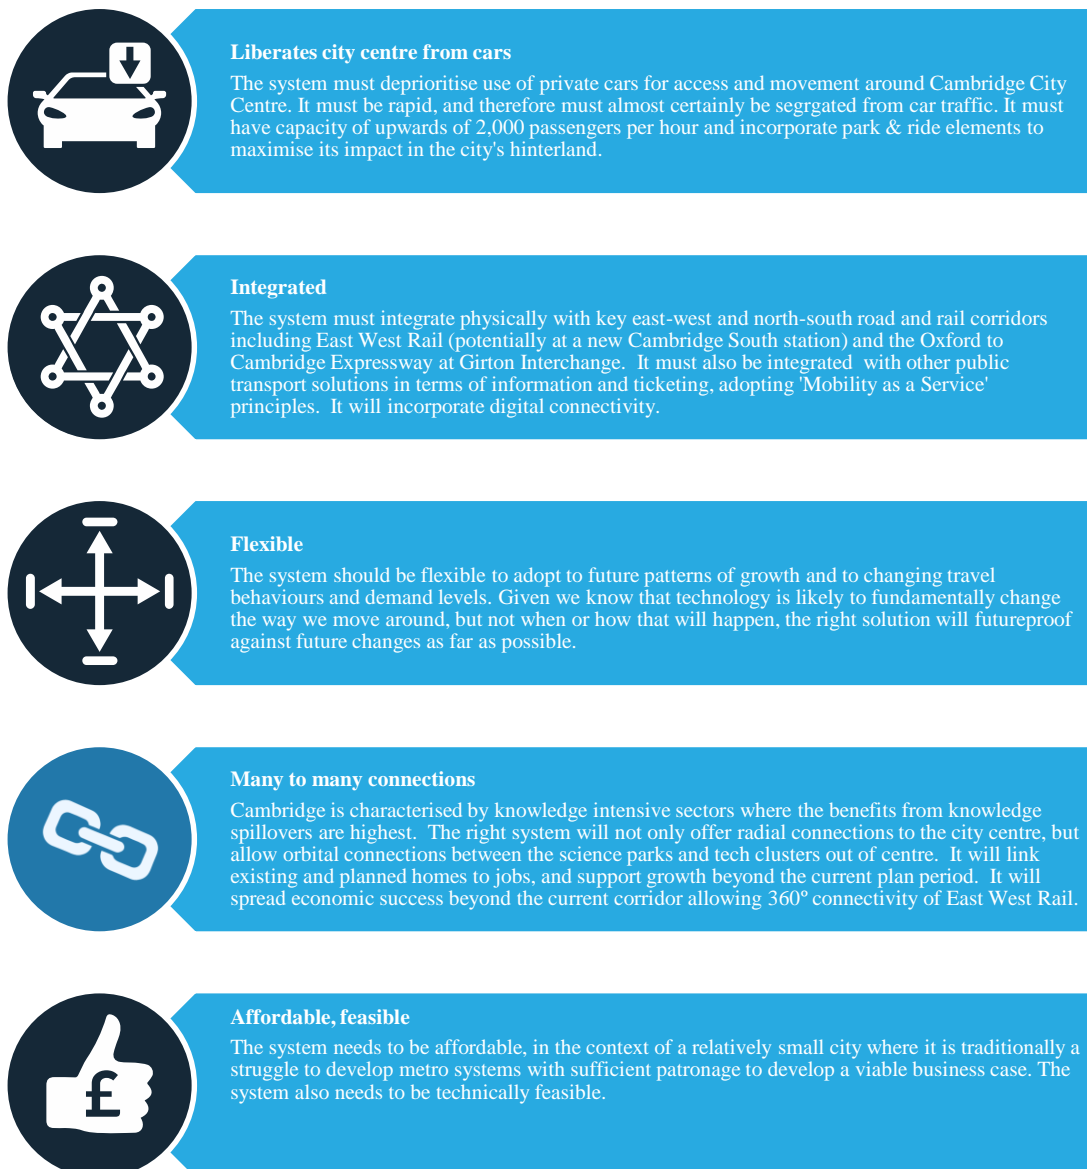 Liberates city centre from cars
The system must deprioritise use of private cars for access and movement around Cambridge City
Centre. It must be rapid, and therefore must almost certainly be segrgated from car traffic. It must
have capacity of upwards of 2,000 passengers per hour and incorporate park & ride elements to
maximise its impact in the city's hinterland.
Integrated
The system must integrate physically with key east-west and north-south road and rail corridors
including East West Rail (potentially at a new Cambridge South station) and the Oxford to
Cambridge Expressway at Girton Interchange.  It must also be integrated  with other public
transport solutions in terms of information and ticketing, adopting 'Mobility as a Service'
principles.  It will incorporate digital connectivity.
Flexible
The system should be flexible to adopt to future patterns of growth and to changing travel
behaviours and demand levels. Given we know that technology is likely to fundamentally change
the way we move around, but not when or how that will happen, the right solution will futureproof
against future changes as far as possible.
Many to many connections
Cambridge is characterised by knowledge intensive sectors where the benefits from knowledge
spillovers are highest.  The right system will not only offer radial connections to the city centre, but
allow orbital connections between the science parks and tech clusters out of centre.  It will link
existing and planned homes to jobs, and support growth beyond the current plan period.  It will
spread economic success beyond the current corridor allowing 360º connectivity of East West Rail.
Affordable, feasible
The system needs to be affordable, in the context of a relatively small city where it is traditionally a
struggle to develop metro systems with sufficient patronage to develop a viable business case. The
system also needs to be technically feasible.
£